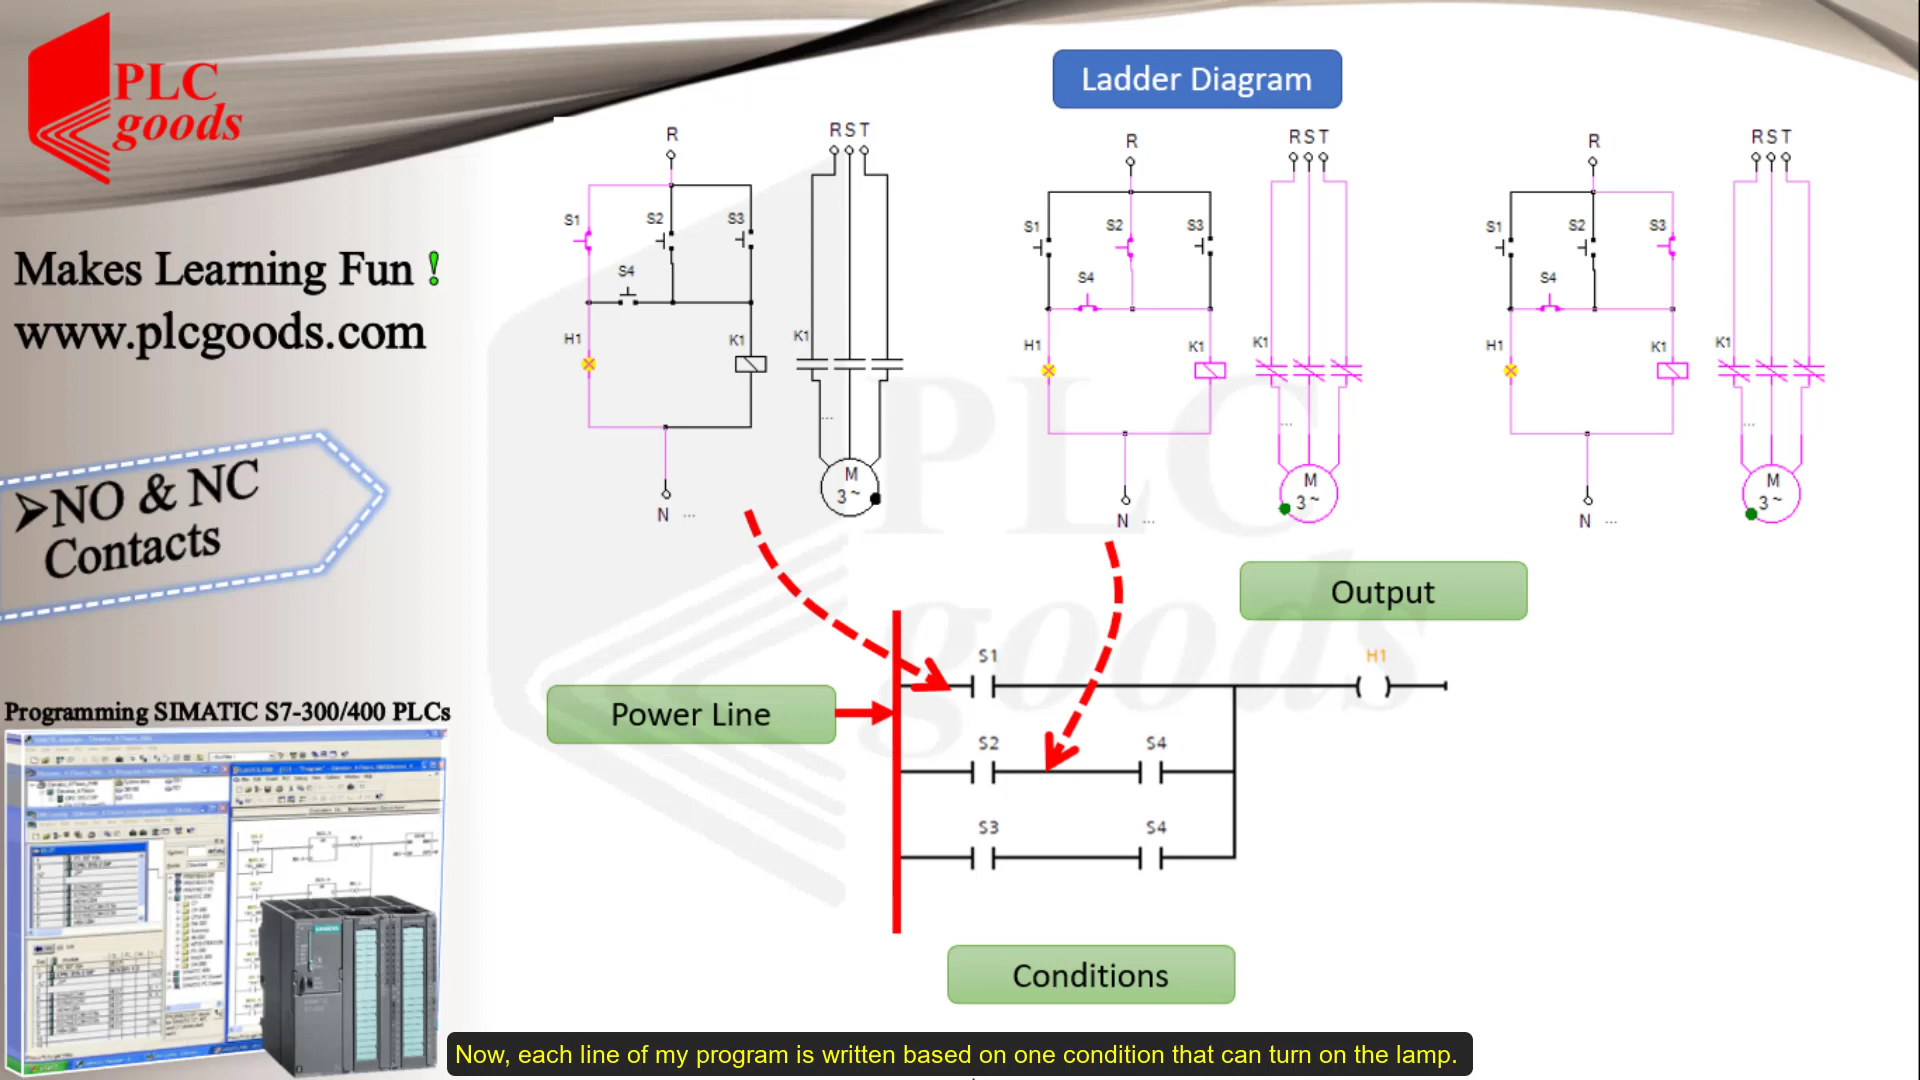 PLC
goods
Makes Learning Fun !
www.plcgoods.com
➢NO & NC
Contacts
Programming SIMATIC S7-300/400 PLCs
SIEMENS
Ladder Diagram
R
R S T
S1
S2
S3
S4
H1
K1
K1
M
3 ~
N ...
...
R
R S T
S1
S2
S3
S4
H1
K1
K1
M
3 ~
N ...
...
R
R S T
S1
S2
S3
S4
H1
K1
K1
M
3 ~
N ...
...
PLC
goods
Output
Power Line
S1
H1
S2
S4
S3
S4
Conditions
Now, each line of my program is written based on one condition that can turn on the lamp.